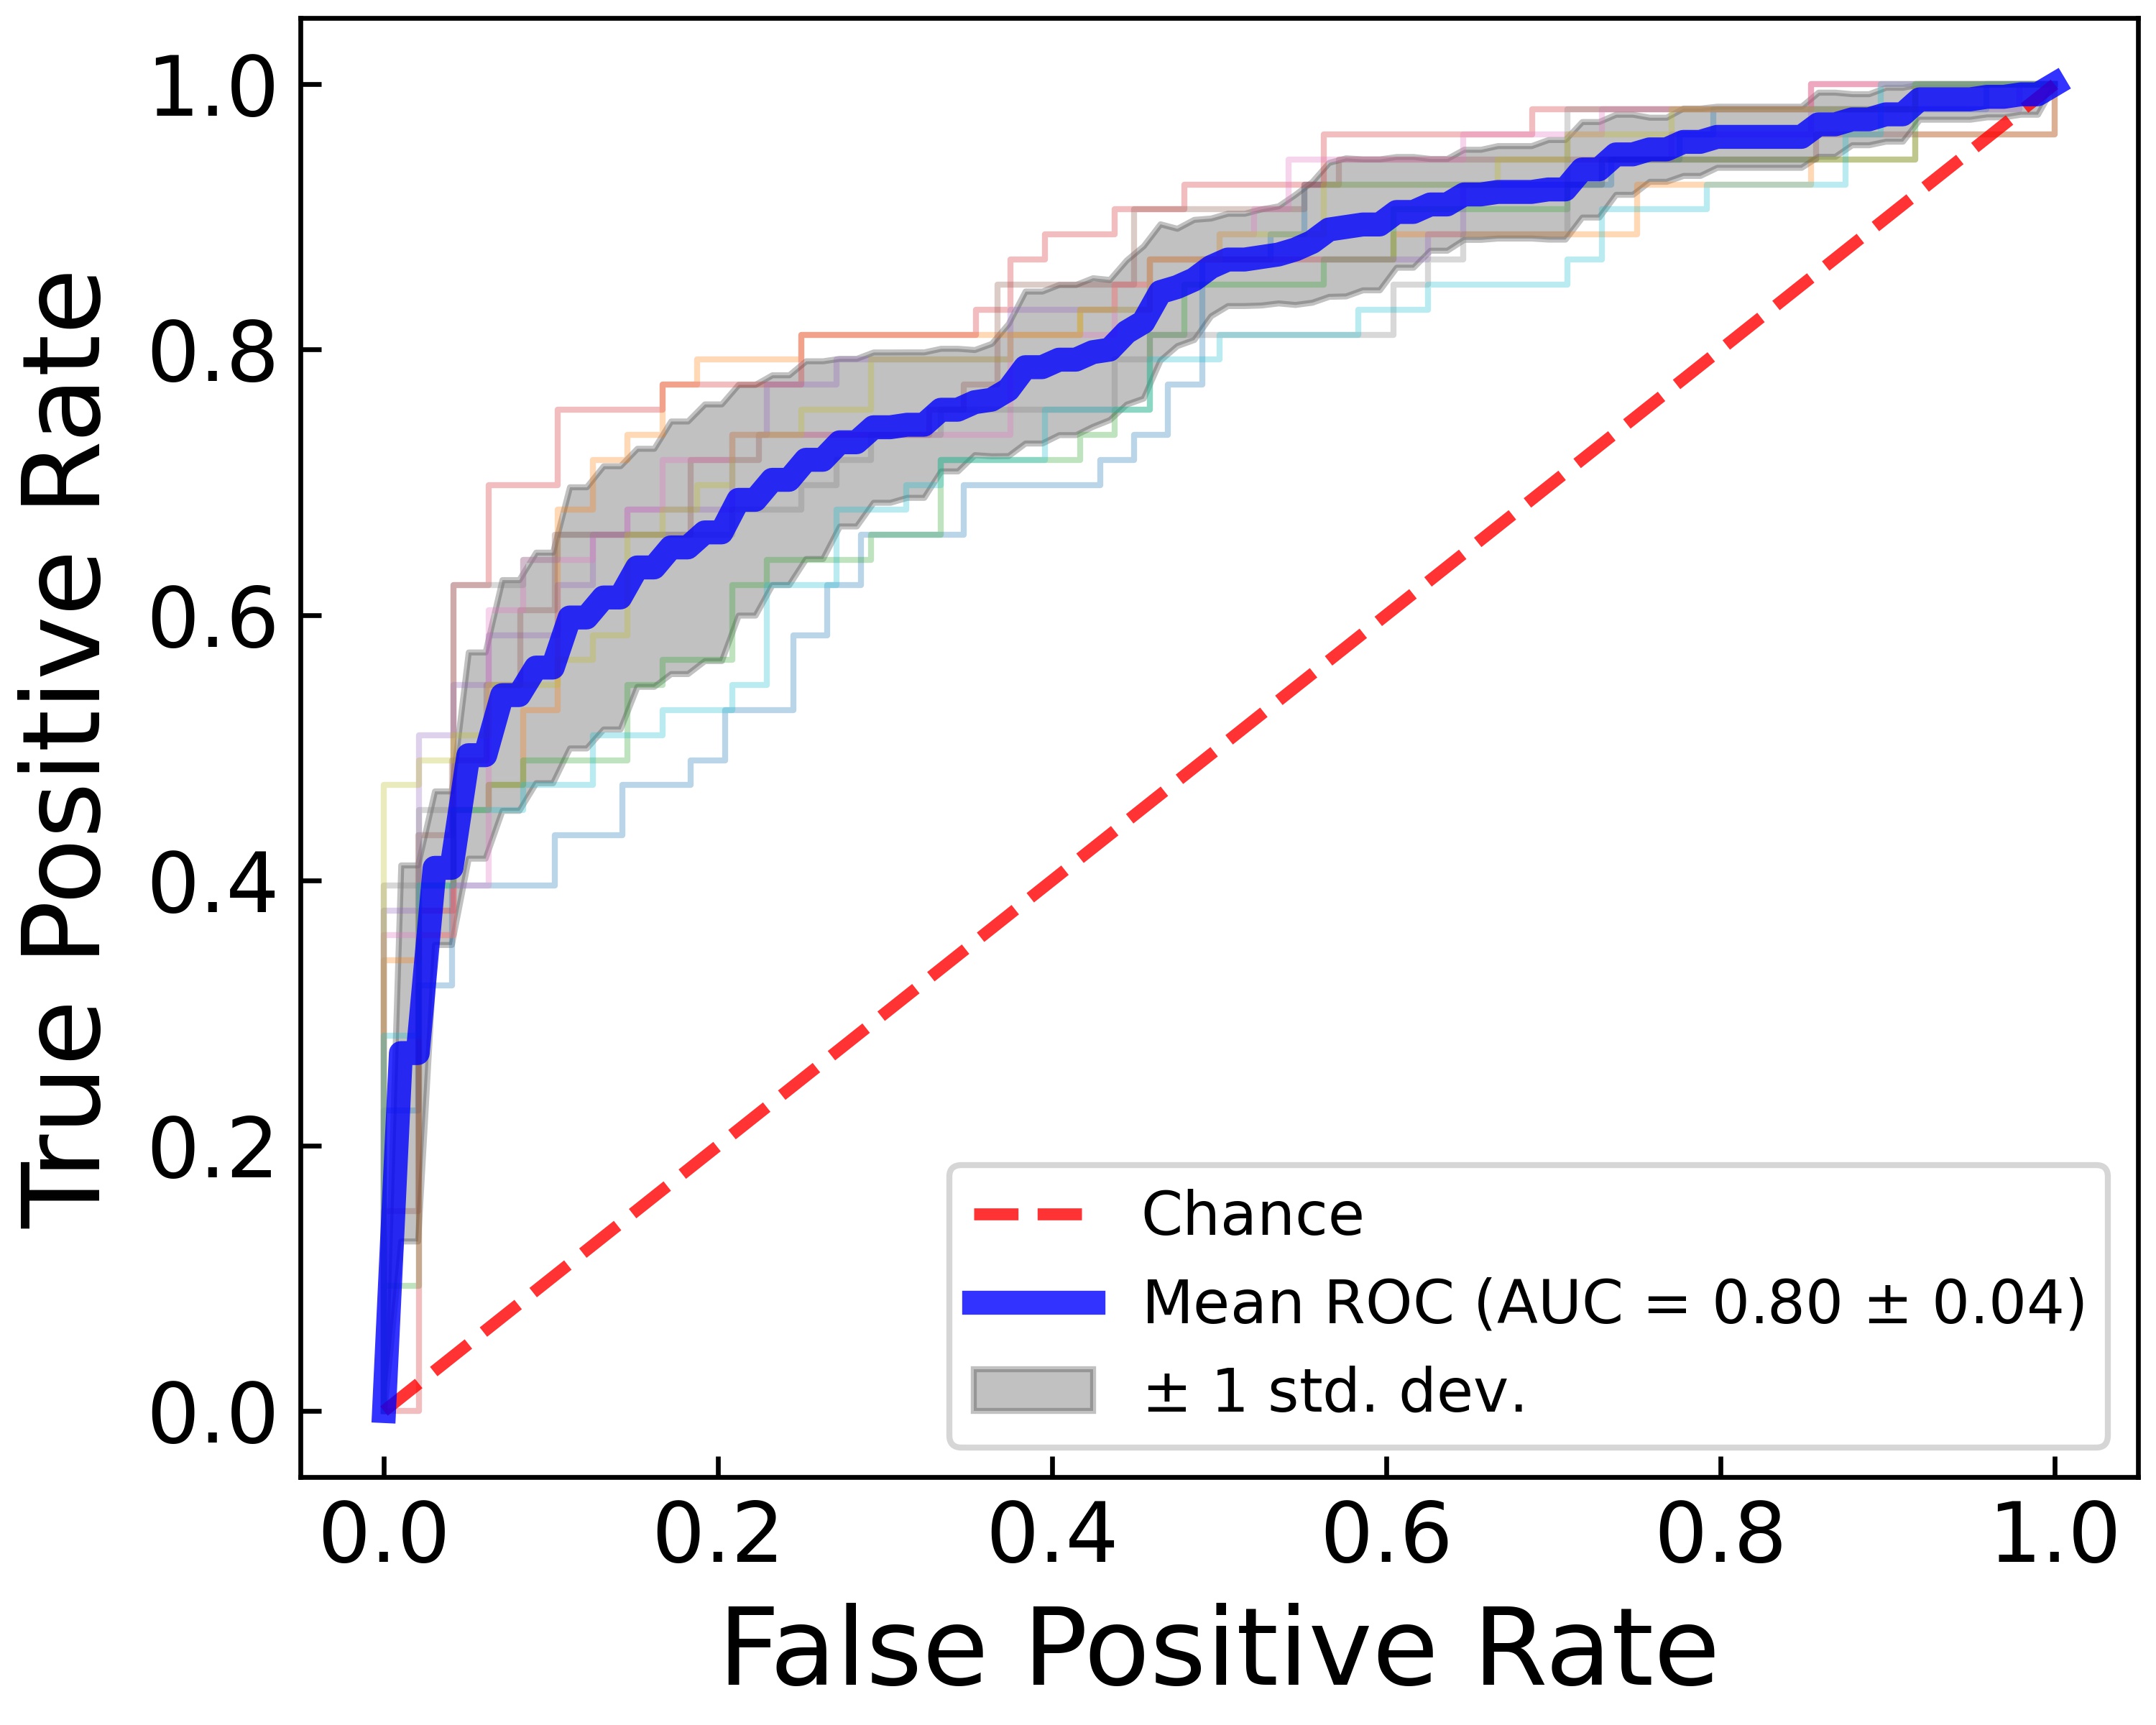 1.0
0.8
0.6
0.4
0.2
0.0
True Positive Rate
Chance
Mean ROC (AUC = 0.80 ± 0.04)
± 1 std. dev.
0.0 0.2 0.4 0.6 0.8 1.0
False Positive Rate